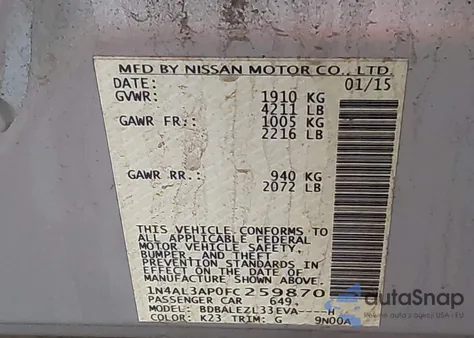 MFD BY NISSAN MOTOR CO., LTD.
DATE: 01/15
GVWR: 1910 KG
4211 LB
GAWR FR: 1005 KG
2216 LB
GAWR RR: 940 KG
2072 LB
THIS VEHICLE CONFORMS TO
ALL APPLICABLE FEDERAL
MOTOR VEHICLE SAFETY,
BUMPER, AND THEFT
PREVENTION STANDARDS IN
EFFECT ON THE DATE OF
MANUFACTURE SHOWN ABOVE.
1N4AL3AP0FC259870
PASSENGER CAR 649.
MODEL: BDBALEZL33EVA----H
COLOR: K23 TRIM: G 9N00A
autoSnap